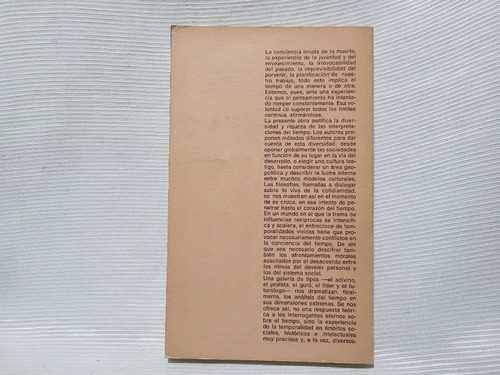 La conciencia innata de la muerte,
la experiencia de la juventud y del
envejecimiento, la irrevocabilidad
del pasado, la imprevisibilidad del
porvenir, la planificación de nues-
tro trabajo, todo esto implica el
tiempo de una manera o de otra.
Estamos, pues, ante una experien-
cia que el pensamiento ha intenta-
do romper constantemente. Esa vo-
luntad de superar todos los límites
continúa afirmándose.
La presente obra testifica la diver-
sidad y riqueza de las interpretacio-
nes del tiempo. Los autores propo-
nen métodos diferentes para dar
cuenta de esta diversidad: desde
oponer globalmente las sociedades
en función de su lugar en la vía del
desarrollo, o elegir una cultura tes-
tigo, hasta considerar un área geo-
política y describir la lucha interna
entre muchos modelos culturales.
Las filosofías, llamadas a dialogar
sobre lo vivo de la cotidianidad,
se nos muestran así en el momento
de su cruce, en ese intento de pe-
netrar hasta el corazón del tiempo.
En un mundo en el que la trama de
influencias recíprocas se intensifi-
ca y acelera, el entrecruce de tem-
poralidades vividas tiene que pro-
vocar necesariamente conflictos en
la conciencia del tiempo. De ahí
que sea necesario descifrar tam-
bién los afrontamientos morales
suscitados por el desacuerdo entre
los ritmos del devenir personal y
los del sistema social.
Una galería de tipos —el adivino,
el profeta, el gurú, el líder y el fu-
turólogo— nos dramatizan, final-
mente, los análisis del tiempo en
sus dimensiones extremas. Se nos
ofrece así, no una respuesta teóri-
ca a los interrogantes eternos so-
bre el tiempo, sino la experiencia
de la temporalidad en ámbitos so-
ciales, históricos e intelectuales
muy precisos y, a la vez, diversos.